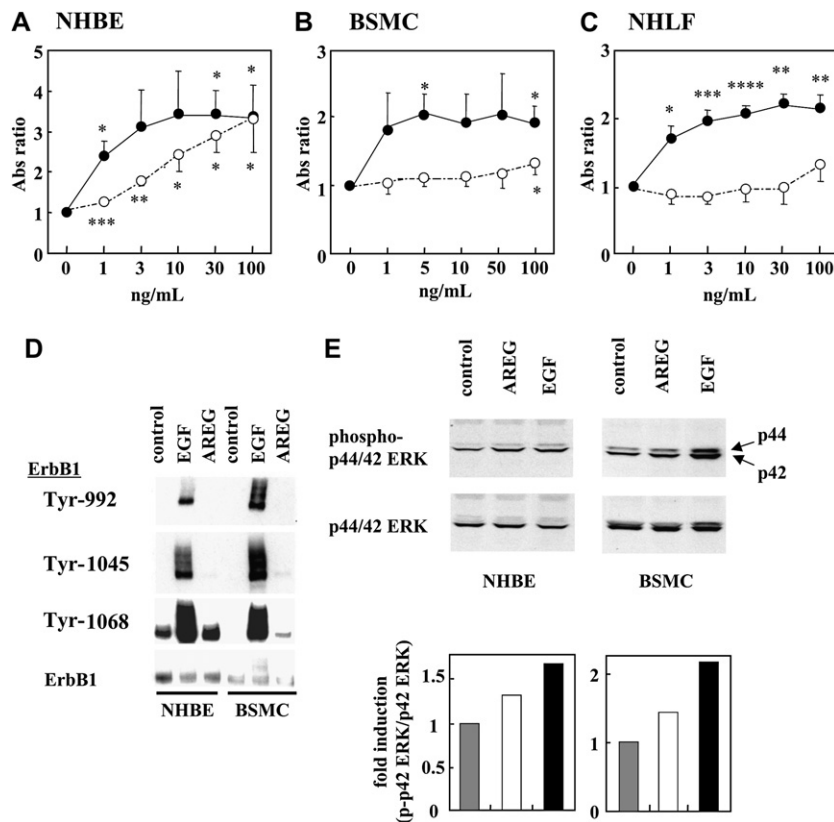 A NHBE
B BSMC
C NHLF
Abs ratio
5
4
3
2
1
0
* * * *
*** ** * * *
0 1 3 10 30 100
ng/mL
Abs ratio
3
2
1
0
* *
*
0 1 5 10 50 100
ng/mL
Abs ratio
3
2
1
0
* *** **** ** **
0 1 3 10 30 100
ng/mL
D
control EGF AREG control EGF AREG
ErbB1
Tyr-992
Tyr-1045
Tyr-1068
ErbB1
NHBE BSMC
E
control AREG EGF
control AREG EGF
phospho-
p44/42 ERK
p44
p42
p44/42 ERK
NHBE BSMC
fold induction
(p-p42 ERK/p42 ERK)
1.5
1
0.5
0
2
1
0